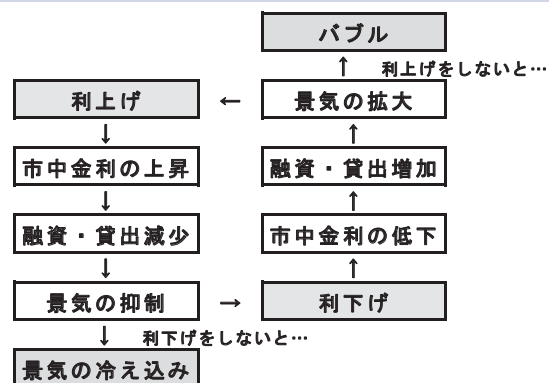 バブル
↑ 利上げをしないと…
利上げ ← 景気の拡大
↓ ↑
市中金利の上昇 融資・貸出増加
↓ ↑
融資・貸出減少 市中金利の低下
↓ ↑
景気の抑制 → 利下げ
↓ 利下げをしないと…
景気の冷え込み